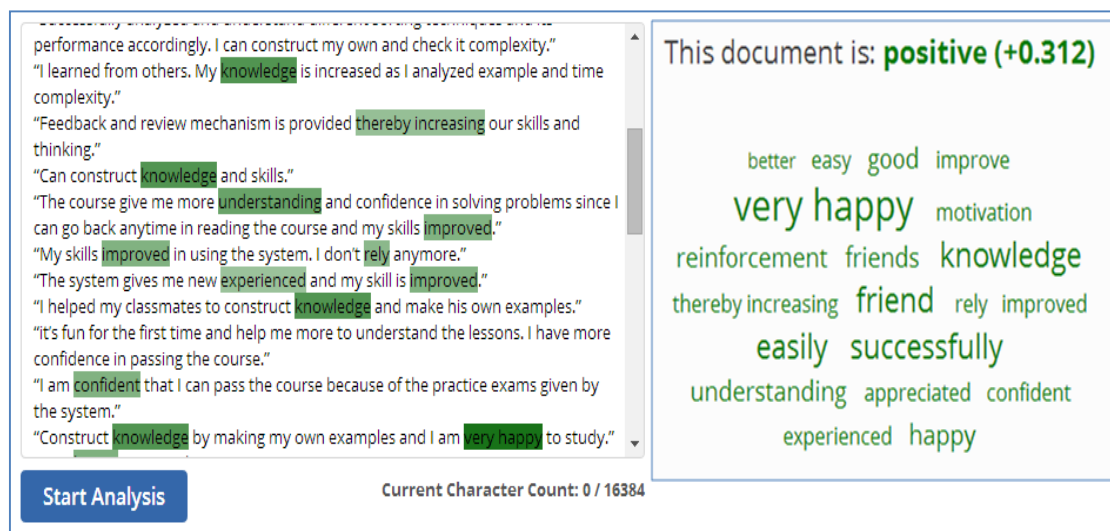 "Successfully analyzed and understand different sorting techniques and its
performance accordingly. I can construct my own and check it complexity."
"I learned from others. My knowledge is increased as I analyzed example and time
complexity."
"Feedback and review mechanism is provided thereby increasing our skills and
thinking."
"Can construct knowledge and skills."
"The course give me more understanding and confidence in solving problems since I
can go back anytime in reading the course and my skills improved."
"My skills improved in using the system. I don't rely anymore."
"The system gives me new experienced and my skill is improved."
"I helped my classmates to construct knowledge and make his own examples."
"it's fun for the first time and help me more to understand the lessons. I have more
confidence in passing the course."
"I am confident that I can pass the course because of the practice exams given by
the system."
"Construct knowledge by making my own examples and I am very happy to study."
Start Analysis
Current Character Count: 0 / 16384
This document is: positive (+0.312)
better easy good improve
very happy motivation
reinforcement friends knowledge
thereby increasing friend rely improved
easily successfully
understanding appreciated confident
experienced happy